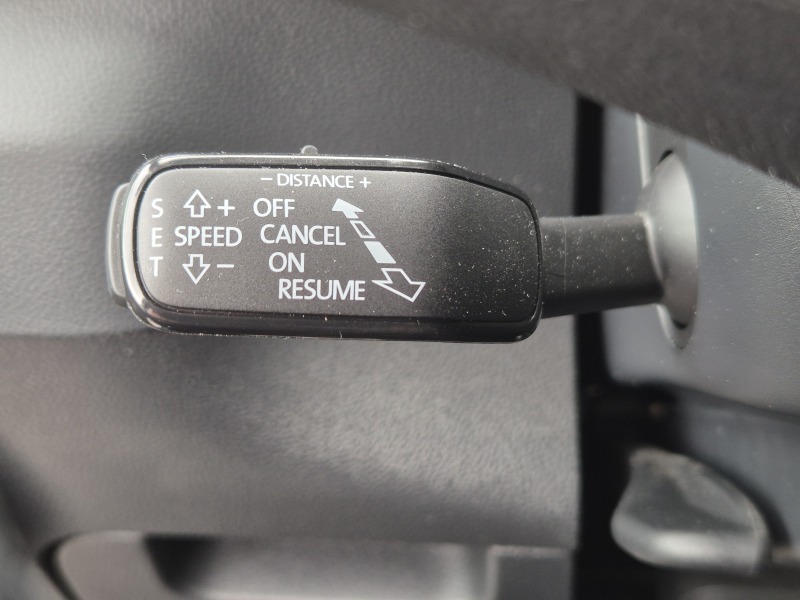 − DISTANCE +
S + OFF
E SPEED CANCEL
T − ON
RESUME